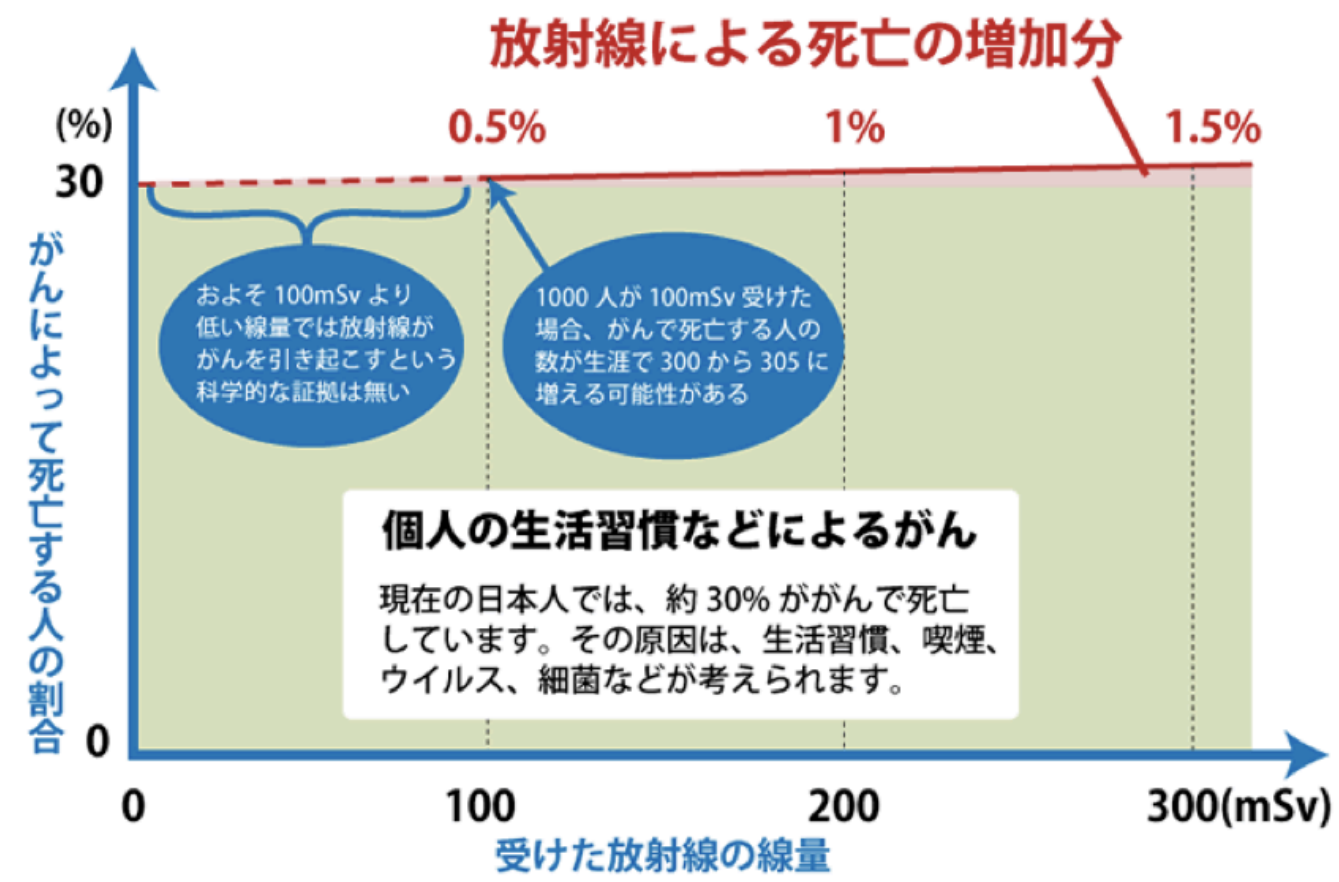 放射線による死亡の増加分
(%)
0.5%
1%
1.5%
30
がんによって死亡する人の割合
およそ 100mSv より
低い線量では放射線が
がんを引き起こすという
科学的な証拠は無い
1000 人が 100mSv 受けた
場合、がんで死亡する人の
数が生涯で 300 から 305 に
増える可能性がある
個人の生活習慣などによるがん
現在の日本人では、約 30% ががんで死亡
しています。その原因は、生活習慣、喫煙、
ウイルス、細菌などが考えられます。
0
0
100
200
300(mSv)
受けた放射線の線量